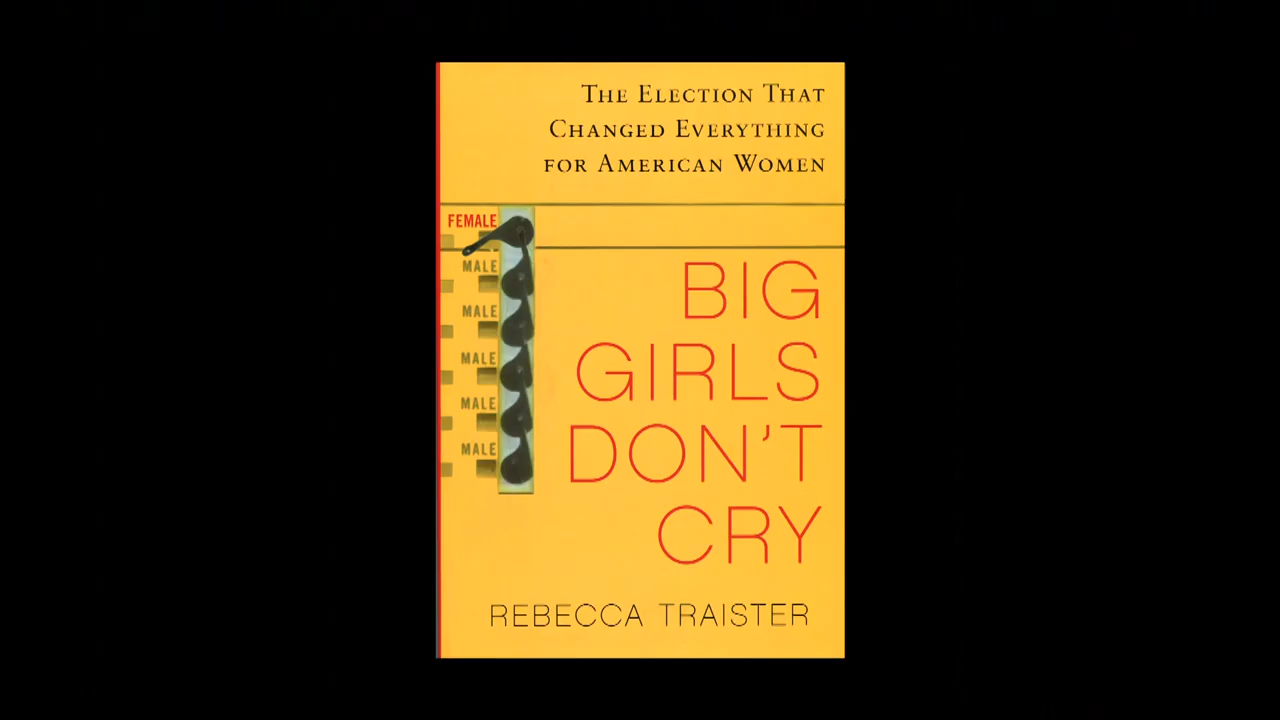 THE ELECTION THAT
CHANGED EVERYTHING
FOR AMERICAN WOMEN
FEMALE
MALE
MALE
MALE
MALE
MALE
BIG
GIRLS
DON'T
CRY
REBECCA TRAISTER